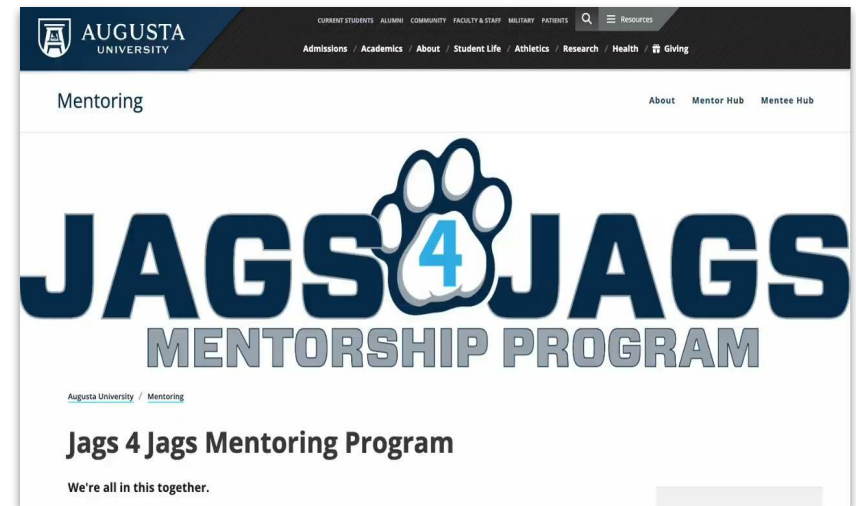 AUGUSTA
UNIVERSITY
CURRENT STUDENTS ALUMNI COMMUNITY FACULTY & STAFF MILITARY PATIENTS Resources
Admissions / Academics / About / Student Life / Athletics / Research / Health / Giving
Mentoring
About Mentor Hub Mentee Hub
JAGS 4 JAGS
MENTORSHIP PROGRAM
Augusta University / Mentoring
Jags 4 Jags Mentoring Program
We're all in this together.